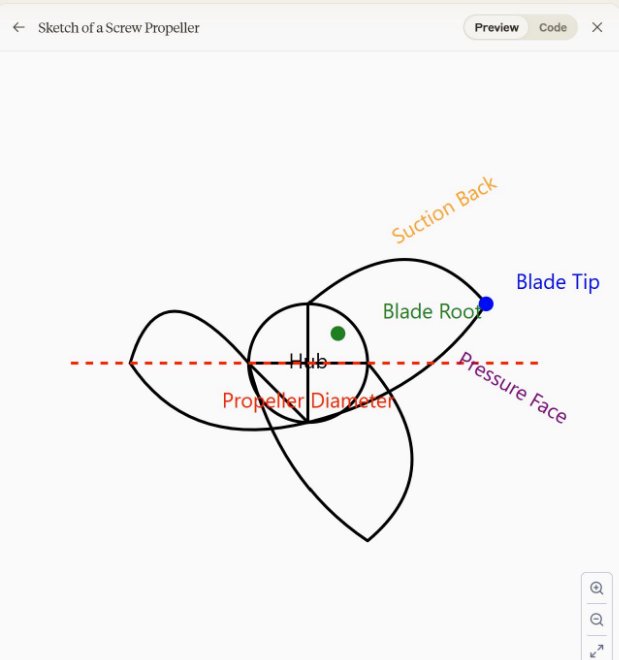 Sketch of a Screw Propeller
Preview
Code
Suction Back
Blade Tip
Blade Root
Hub
Pressure Face
Propeller Diameter